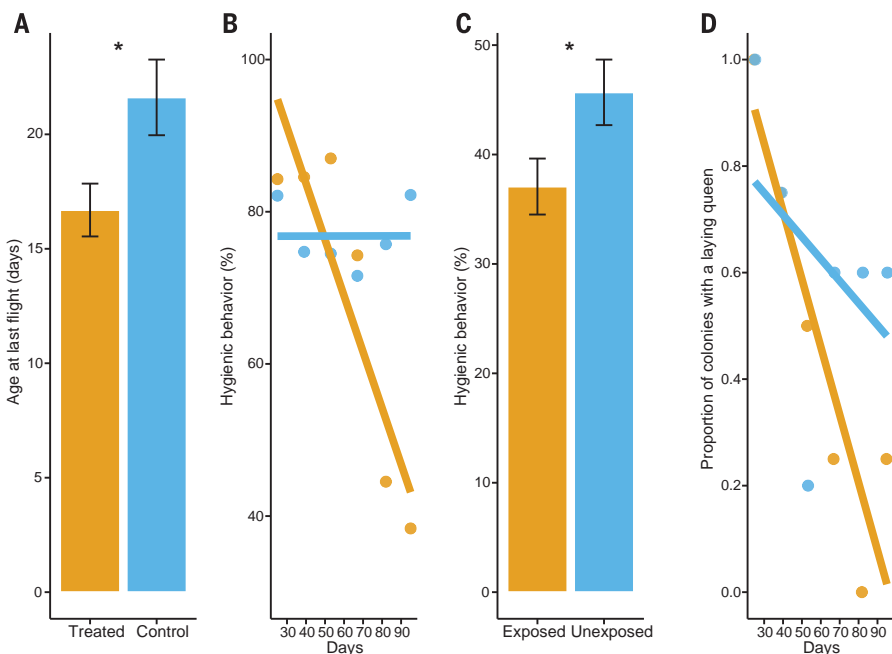 A
*
Age at last flight (days)
20
15
10
5
0
Treated Control
B
Hygienic behavior (%)
100
80
60
40
30 40 50 60 70 80 90
Days
C
*
Hygienic behavior (%)
50
40
30
20
10
0
Exposed Unexposed
D
Proportion of colonies with a laying queen
1.0
0.8
0.6
0.4
0.2
0.0
30 40 50 60 70 80 90
Days